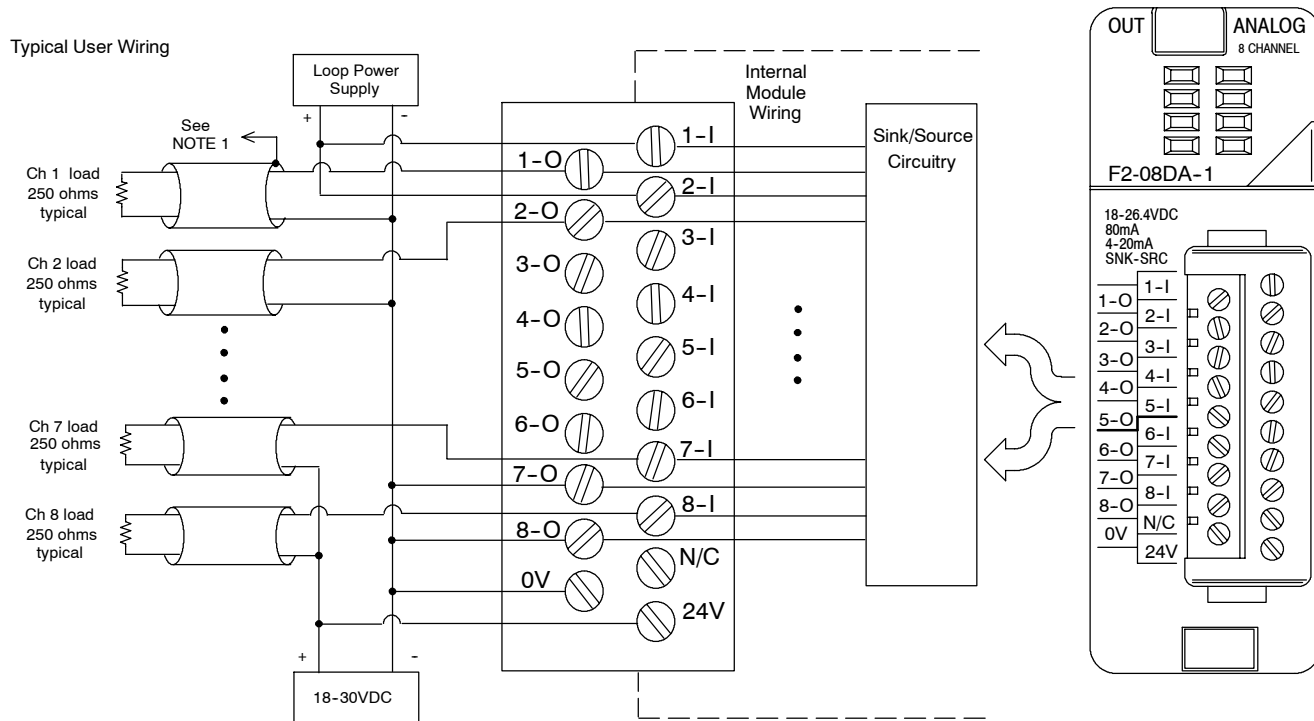 Typical User Wiring
Loop Power
Supply
+
-
See
NOTE 1
Ch 1 load
250 ohms
typical
Ch 2 load
250 ohms
typical
Ch 7 load
250 ohms
typical
Ch 8 load
250 ohms
typical
+
-
18-30VDC
Internal
Module
Wiring
1-I
1-O
2-I
2-O
3-I
3-O
4-I
4-O
5-I
5-O
6-I
6-O
7-I
7-O
8-I
8-O
N/C
0V
24V
Sink/Source
Circuitry
OUT
ANALOG
8 CHANNEL
F2-08DA-1
18-26.4VDC
80mA
4-20mA
SNK-SRC
1-I
1-O
2-I
2-O
3-I
3-O
4-I
4-O
5-I
5-O
6-I
6-O
7-I
7-O
8-I
8-O
N/C
0V
24V